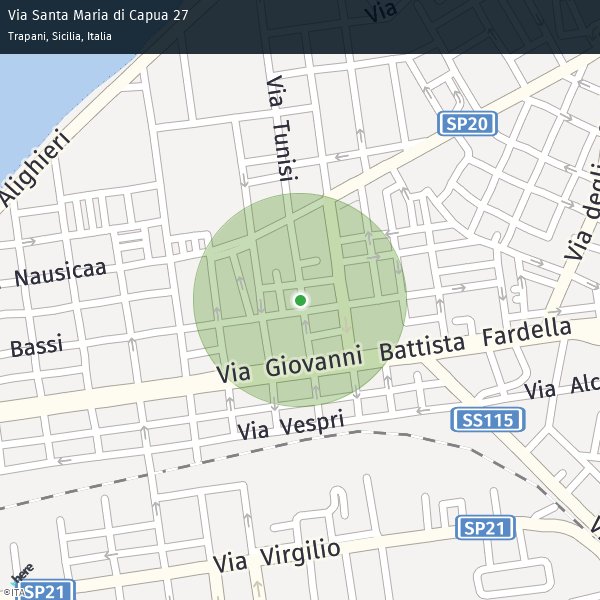 Via Santa Maria di Capua 27
Trapani, Sicilia, Italia
Via
Via Tunisi
SP20
Alighieri
Via degli
Nausicaa
Bassi
Via Giovanni Battista Fardella
Via Alc
SS115
Via Vespri
SP21
Via Virgilio
V
here
SP21
©ITA